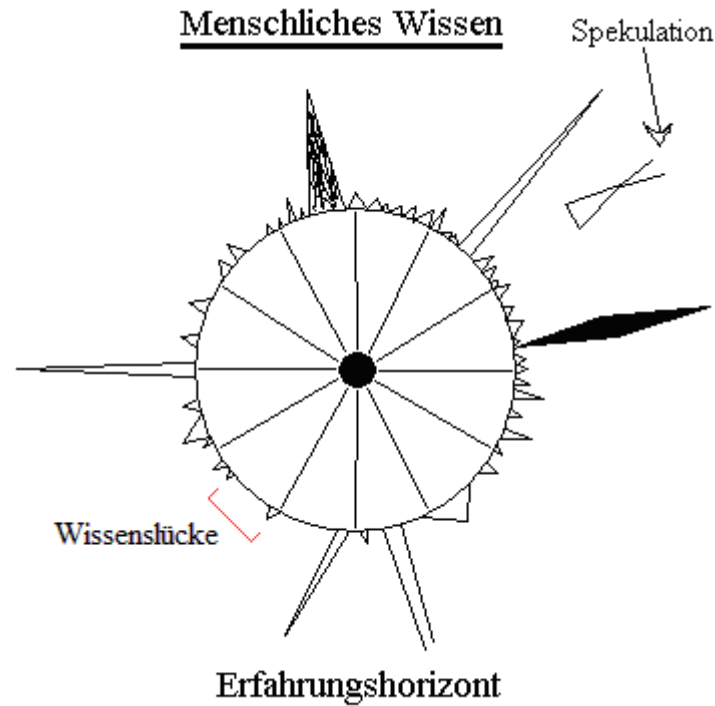 Menschliches Wissen
Spekulation
Wissenslücke
Erfahrungshorizont